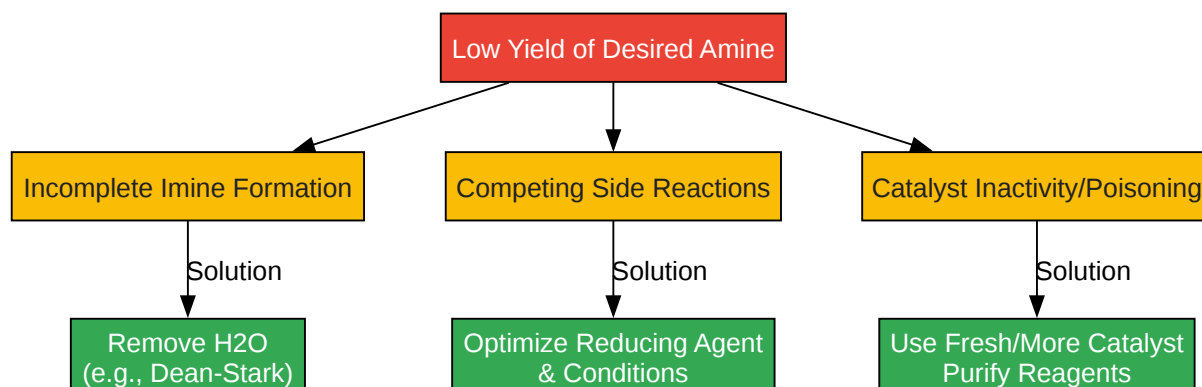 Low Yield of Desired Amine
Incomplete Imine Formation
Competing Side Reactions
Catalyst Inactivity/Poisoning
Solution
Solution
Solution
Remove H2O
(e.g., Dean-Stark)
Optimize Reducing Agent
& Conditions
Use Fresh/More Catalyst
Purify Reagents